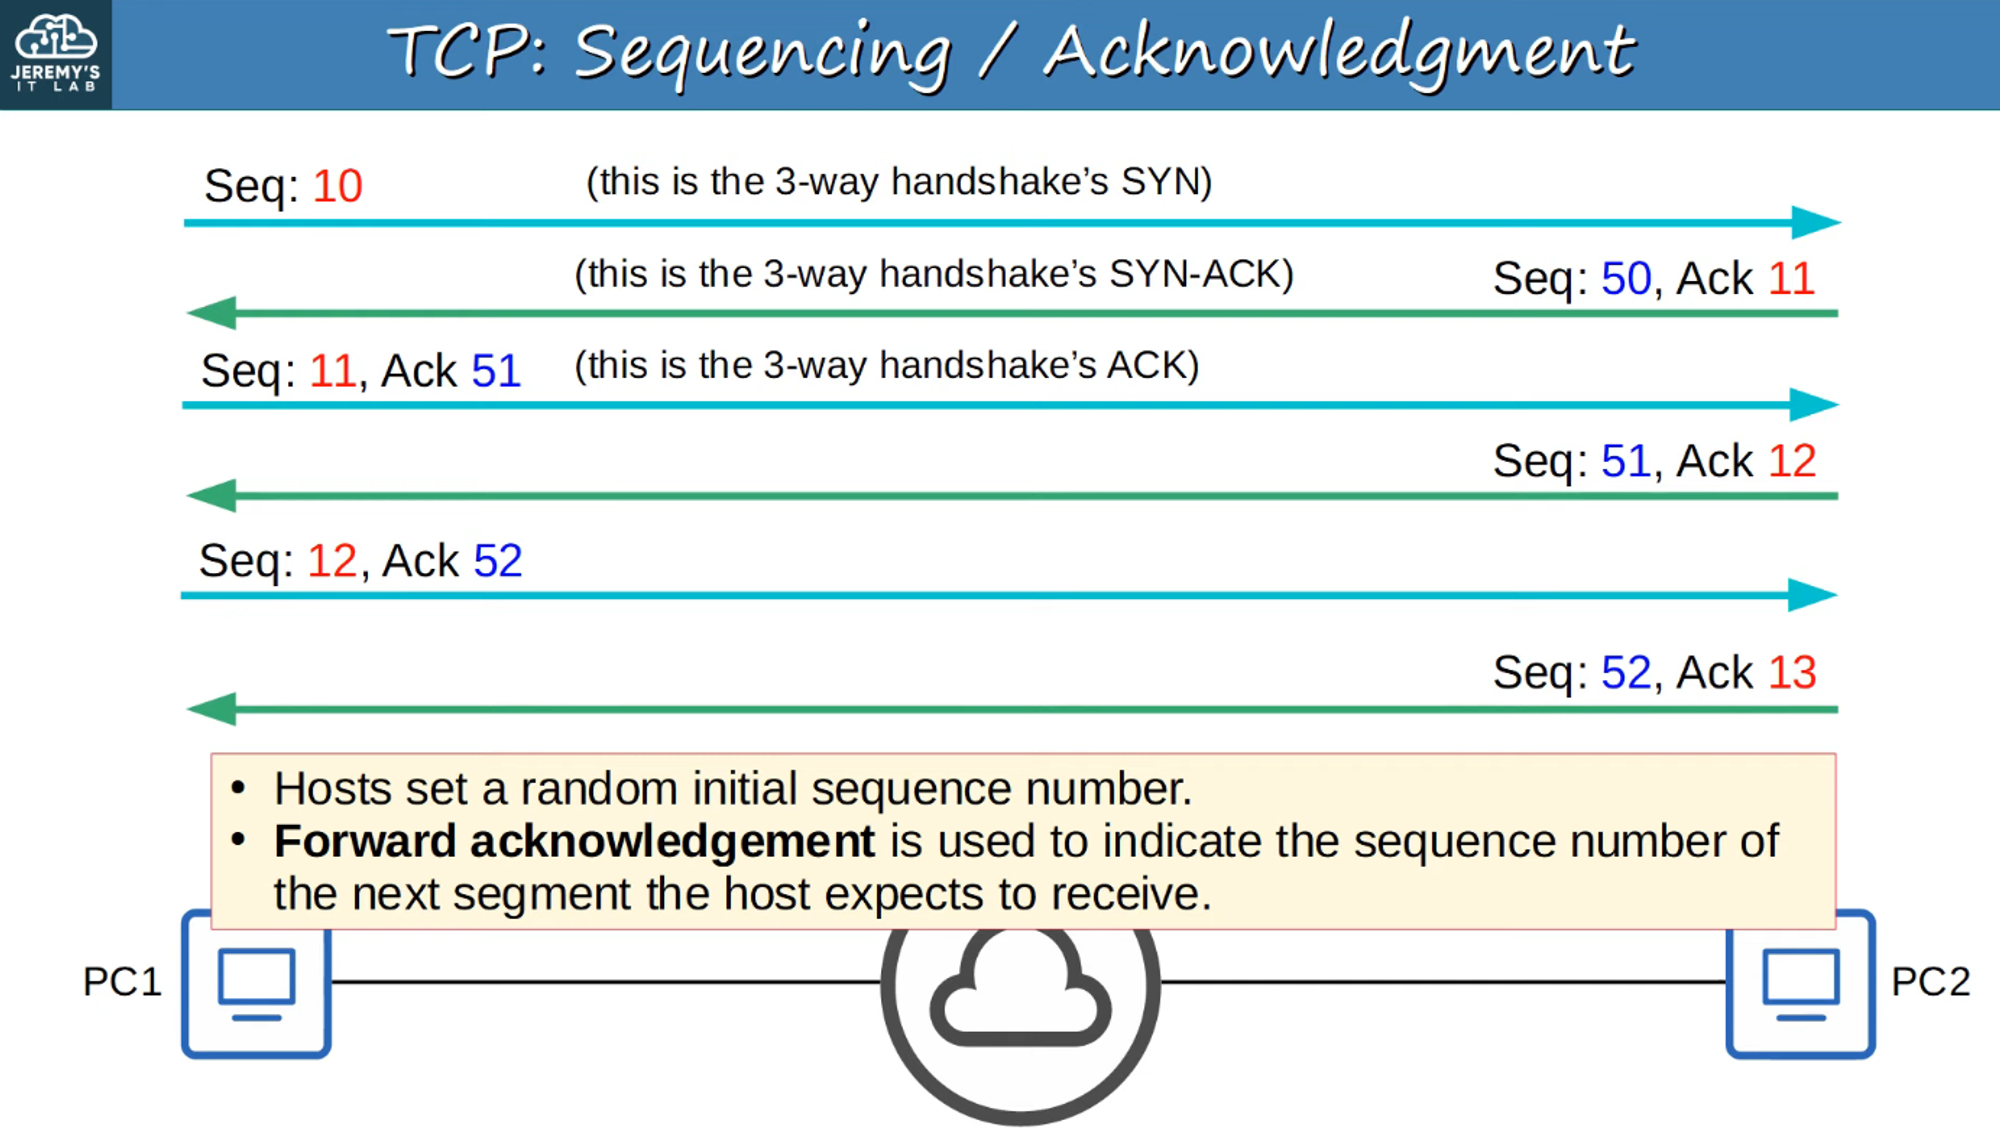 JEREMY'S
IT LAB
TCP: Sequencing / Acknowledgment
Seq: 10
(this is the 3-way handshake’s SYN)
(this is the 3-way handshake’s SYN-ACK)
Seq: 50, Ack 11
Seq: 11, Ack 51
(this is the 3-way handshake’s ACK)
Seq: 51, Ack 12
Seq: 12, Ack 52
Seq: 52, Ack 13
• Hosts set a random initial sequence number.
• Forward acknowledgement is used to indicate the sequence number of
the next segment the host expects to receive.
PC1
PC2